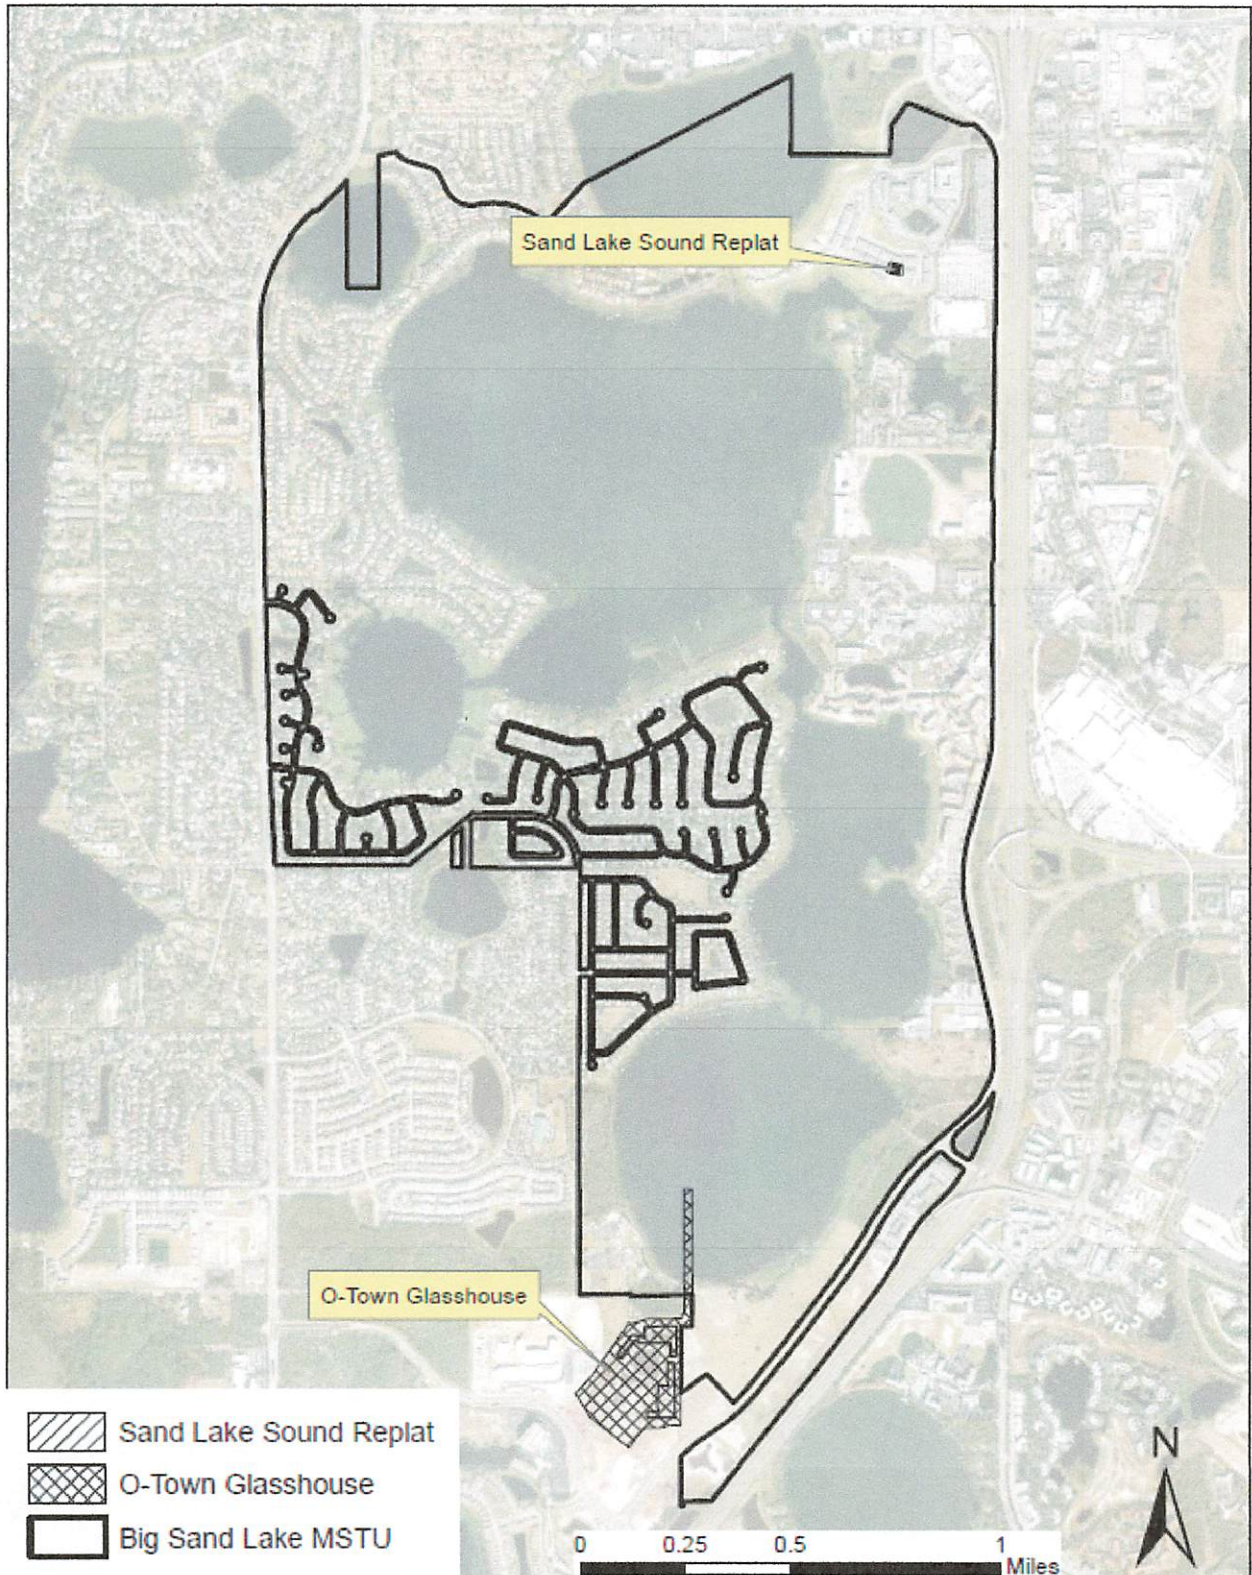 Sand Lake Sound Replat
O-Town Glasshouse
Sand Lake Sound Replat
O-Town Glasshouse
Big Sand Lake MSTU
N
0 0.25 0.5 1
Miles